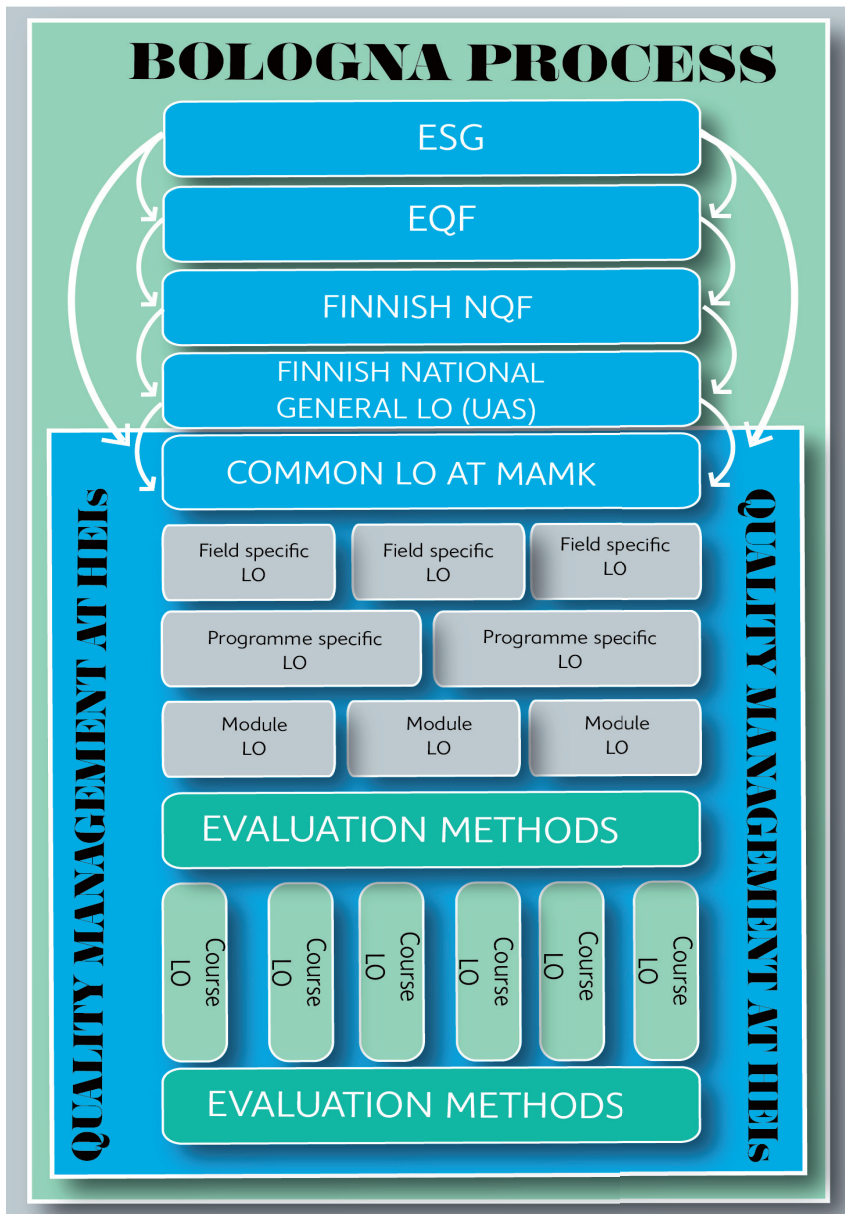 BOLOGNA PROCESS
ESG
EQF
FINNISH NQF
FINNISH NATIONAL
GENERAL LO (UAS)
COMMON LO AT MAMK
QUALITY MANAGEMENT AT HEIs
QUALITY MANAGEMENT AT HEIs
Field specific
LO
Field specific
LO
Field specific
LO
Programme specific
LO
Programme specific
LO
Module
LO
Module
LO
Module
LO
EVALUATION METHODS
Course
LO
Course
LO
Course
LO
Course
LO
Course
LO
Course
LO
EVALUATION METHODS